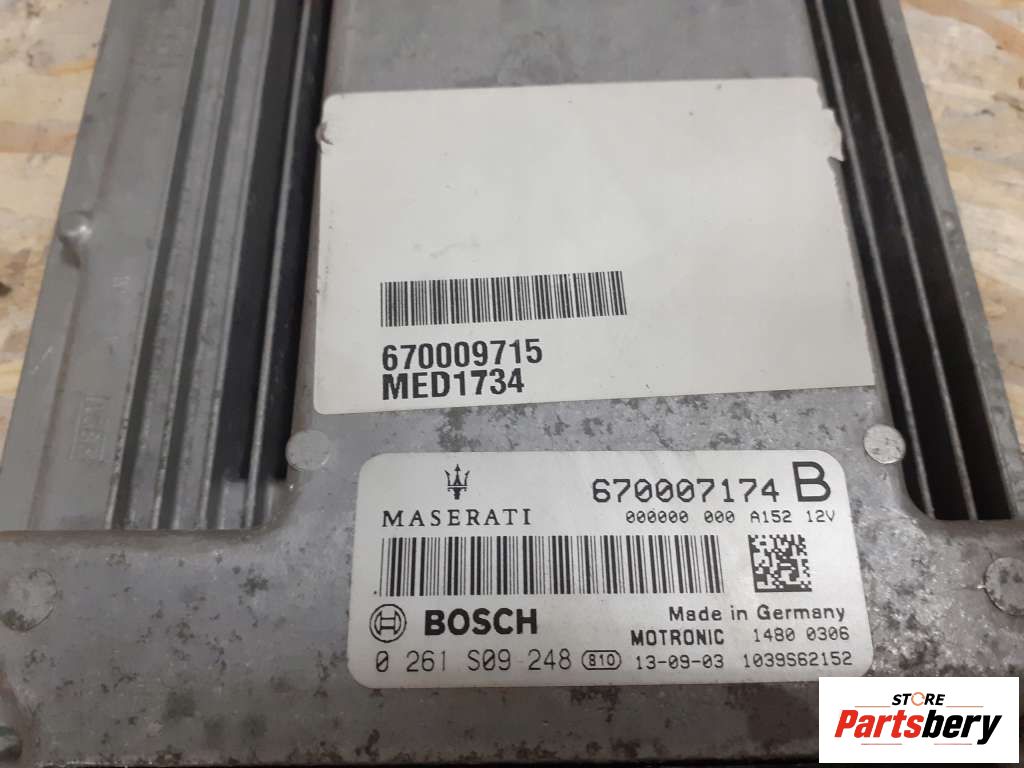 670009715
MED1734
MASERATI
670007174 B
000000 000 A152 12V
BOSCH
Made in Germany
MOTRONIC 1480 0306
0 261 S09 248 810 13-09-03 1039S62152
STORE
Partsbery